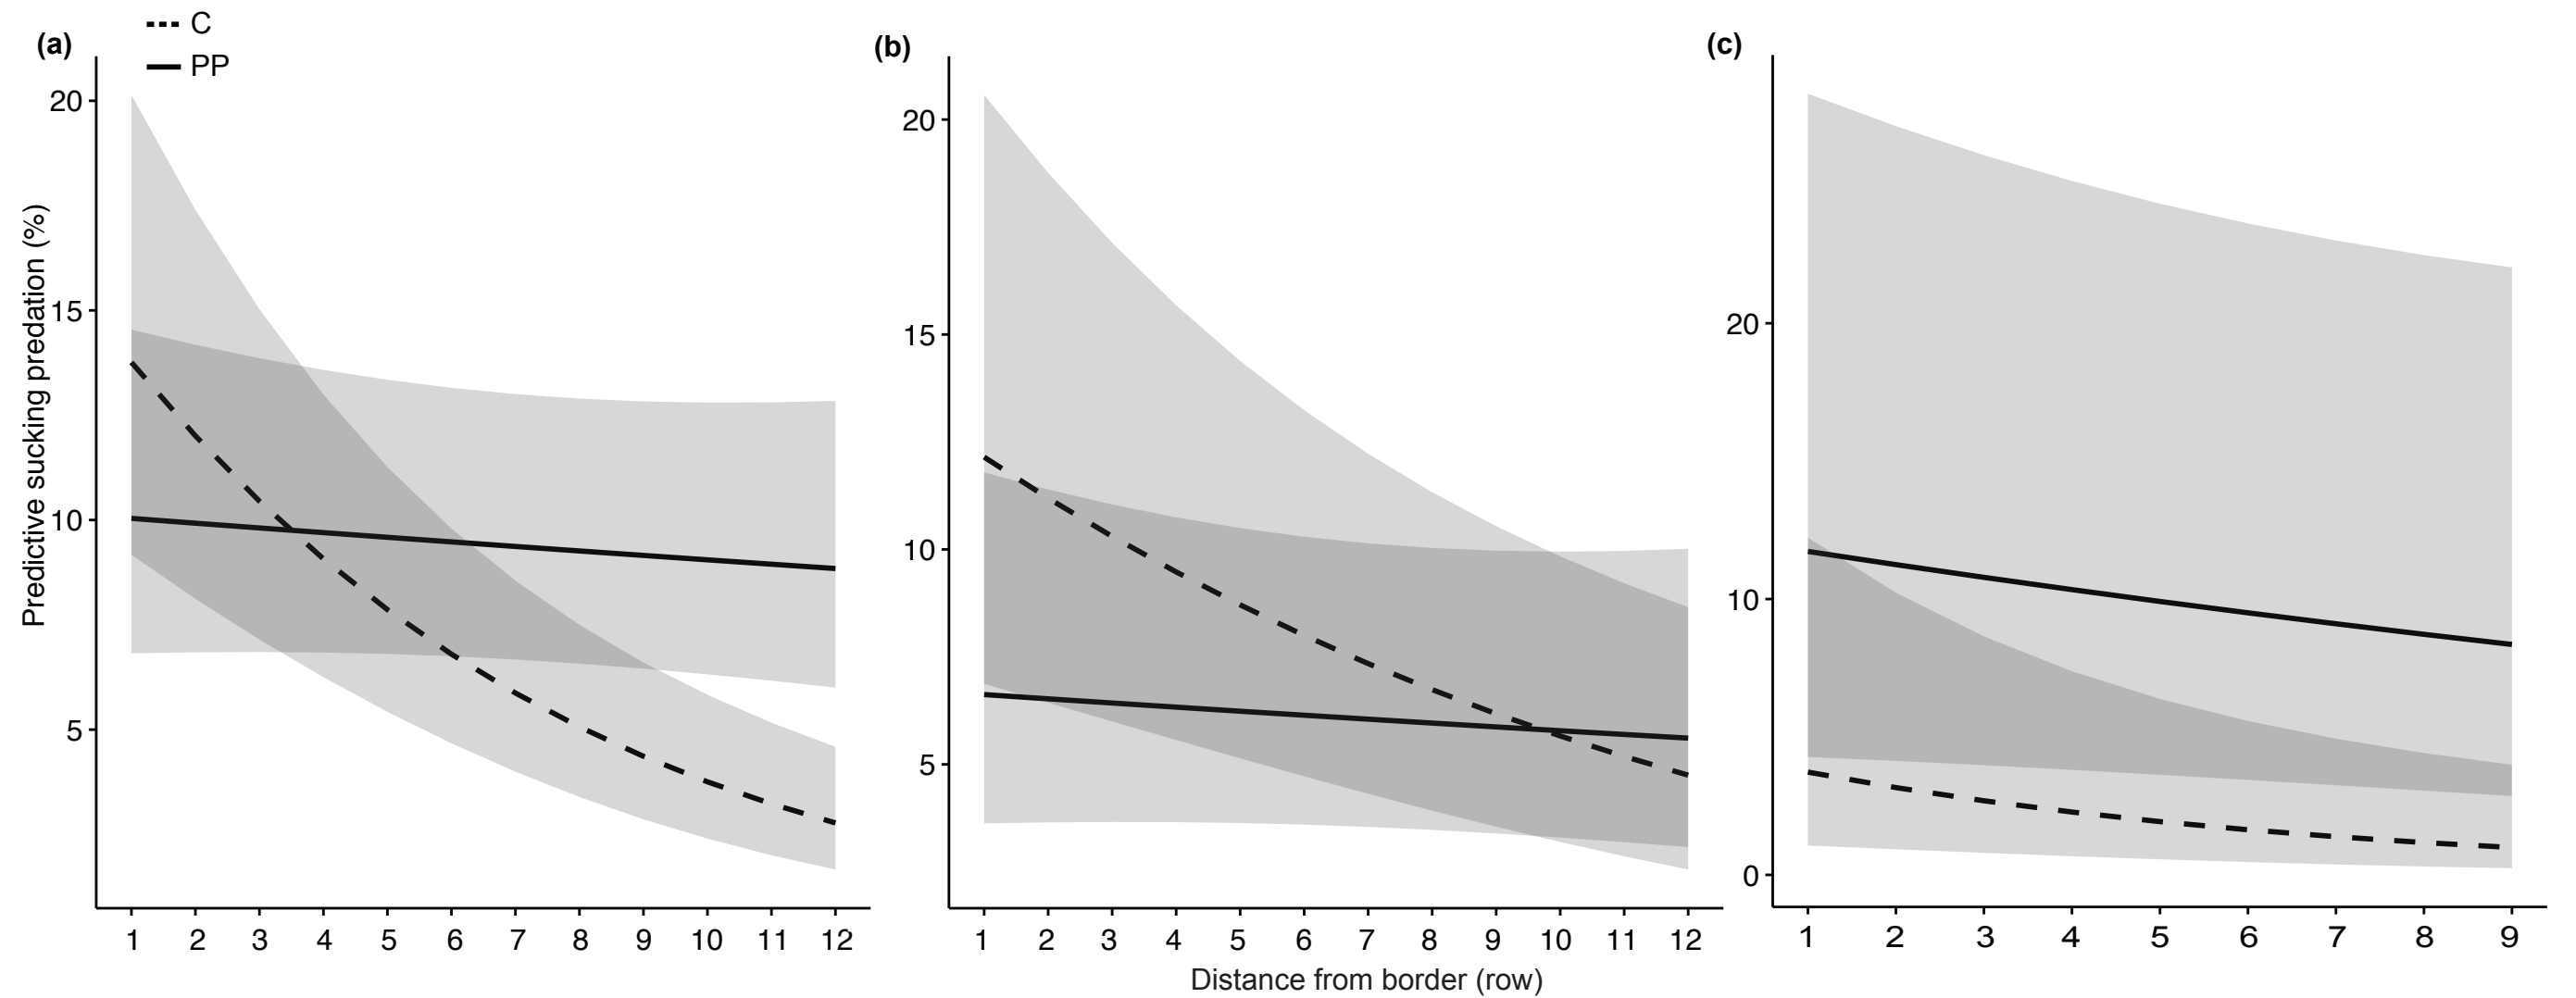 C
PP
(a)
(b)
(c)
Predictive sucking predation (%)
20
15
10
5
20
15
10
5
20
10
0
1 2 3 4 5 6 7 8 9 10 11 12
1 2 3 4 5 6 7 8 9 10 11 12
1 2 3 4 5 6 7 8 9
Distance from border (row)